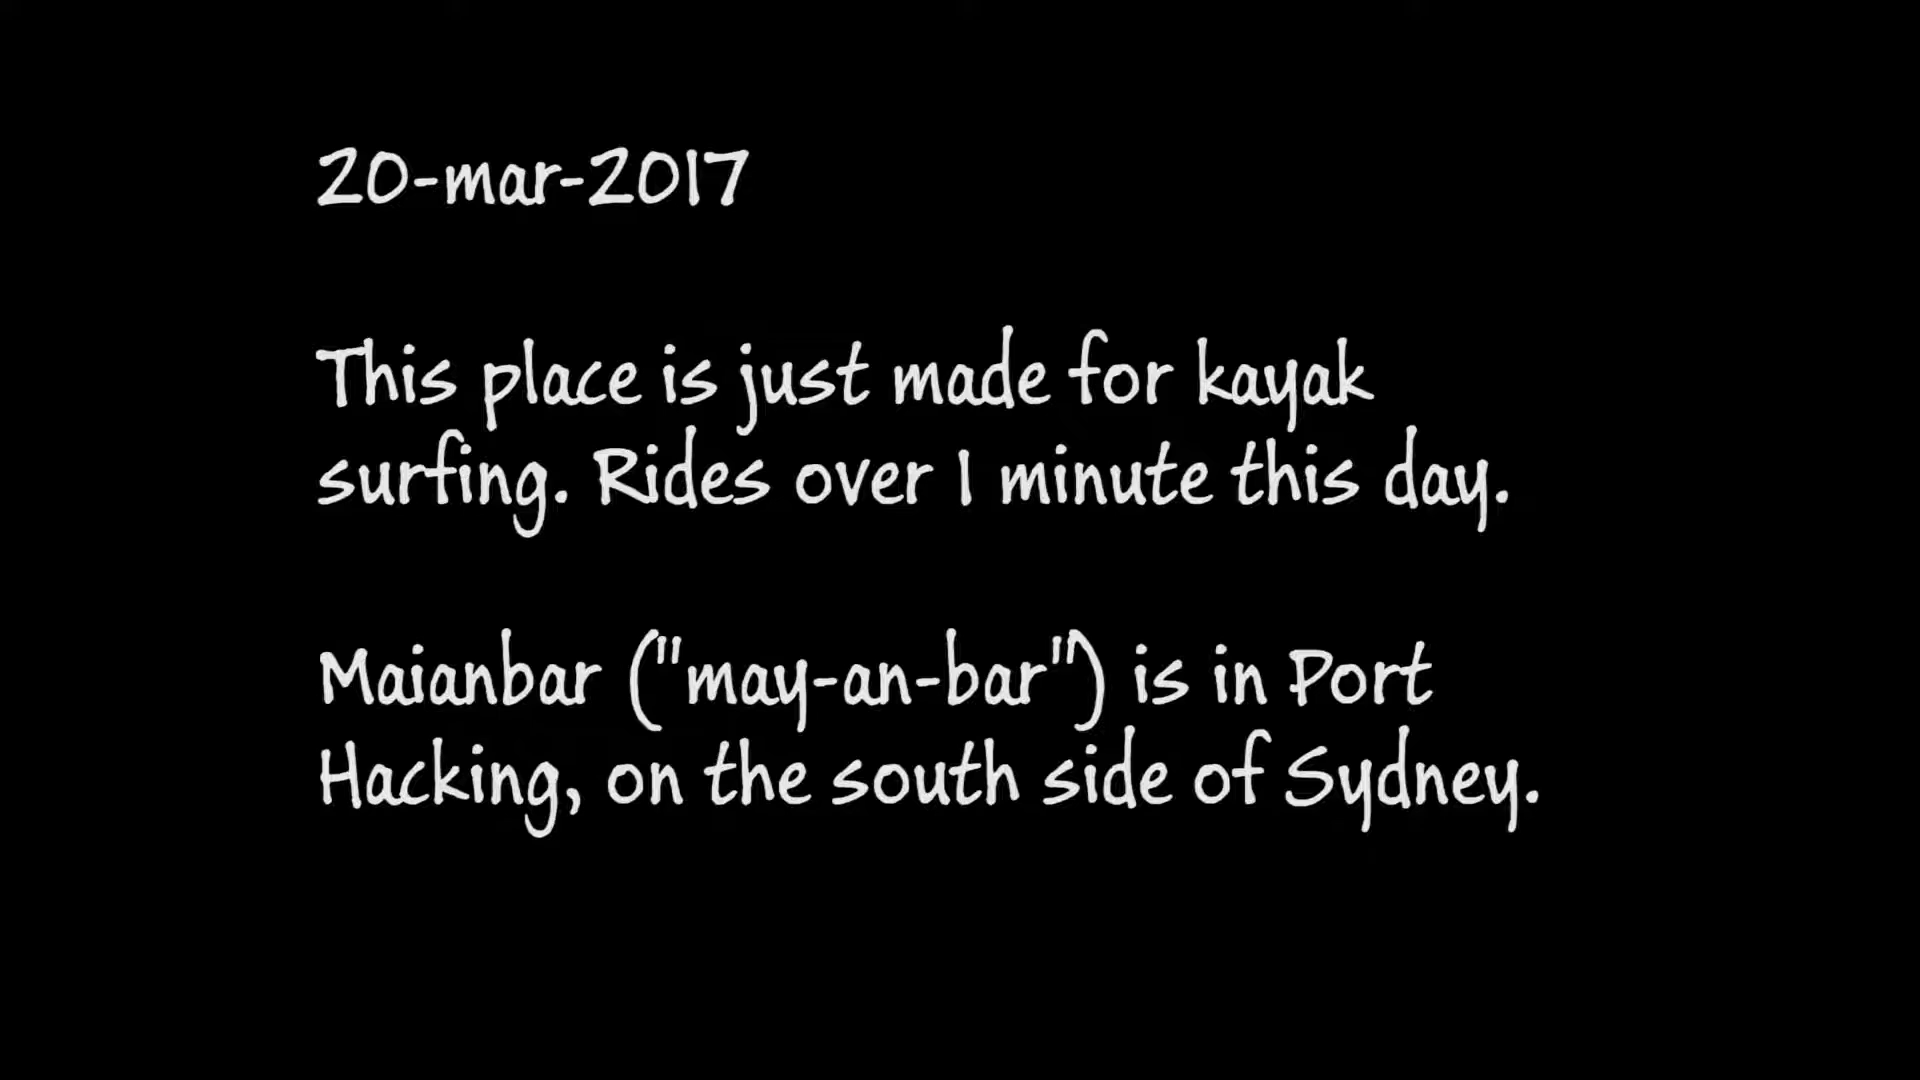 20-mar-2017
This place is just made for kayak
surfing. Rides over 1 minute this day.
Maianbar ("may-an-bar") is in Port
Hacking, on the south side of Sydney.